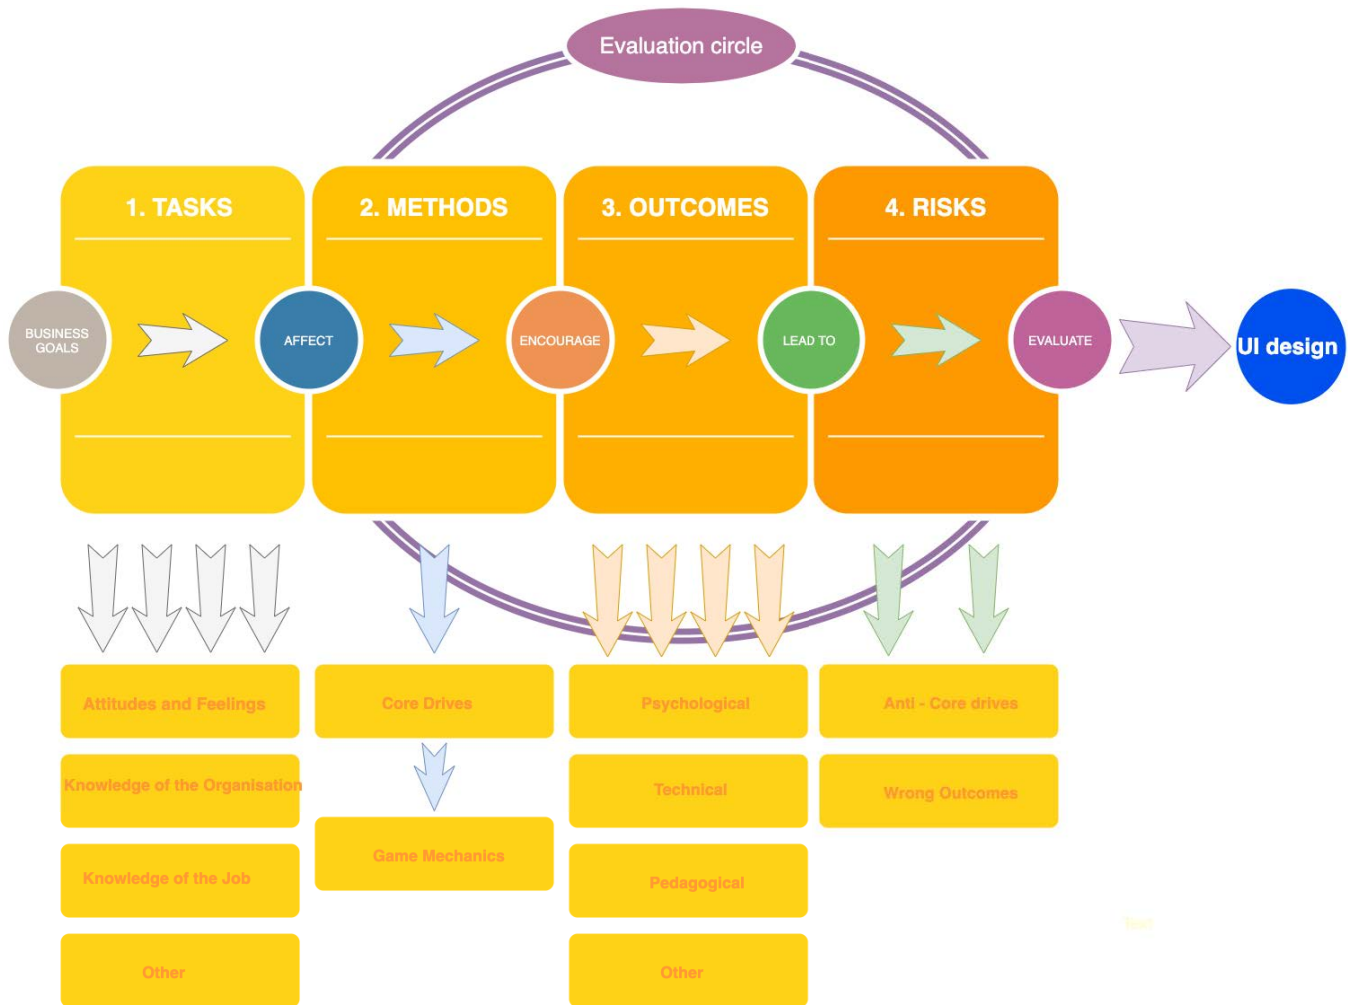 Evaluation circle
1. TASKS
2. METHODS
3. OUTCOMES
4. RISKS
BUSINESS
GOALS
AFFECT
ENCOURAGE
LEAD TO
EVALUATE
UI design
Attitudes and Feelings
Core Drives
Psychological
Anti - Core drives
Knowledge of the Organisation
Technical
Wrong Outcomes
Game Mechanics
Knowledge of the Job
Pedagogical
Other
Other